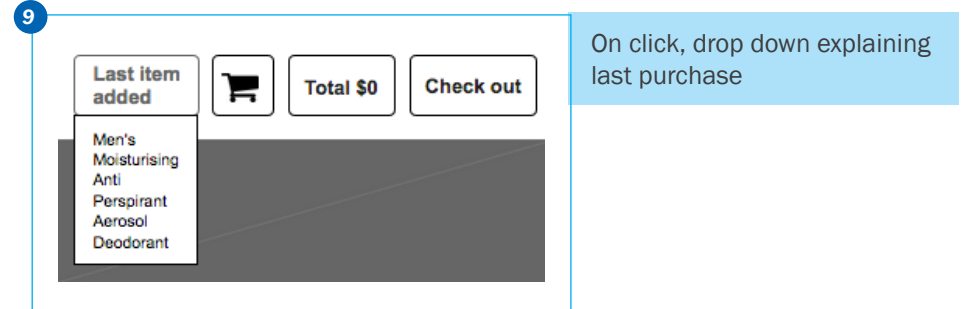 9
Last item
added
Total $0
Check out
Men's
Moisturising
Anti
Perspirant
Aerosol
Deodorant
On click, drop down explaining
last purchase